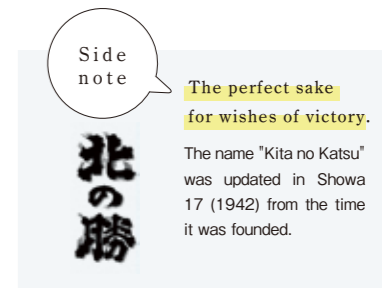 Side
note
The perfect sake
for wishes of victory.
北の勝
The name "Kita no Katsu"
was updated in Showa
17 (1942) from the time
it was founded.